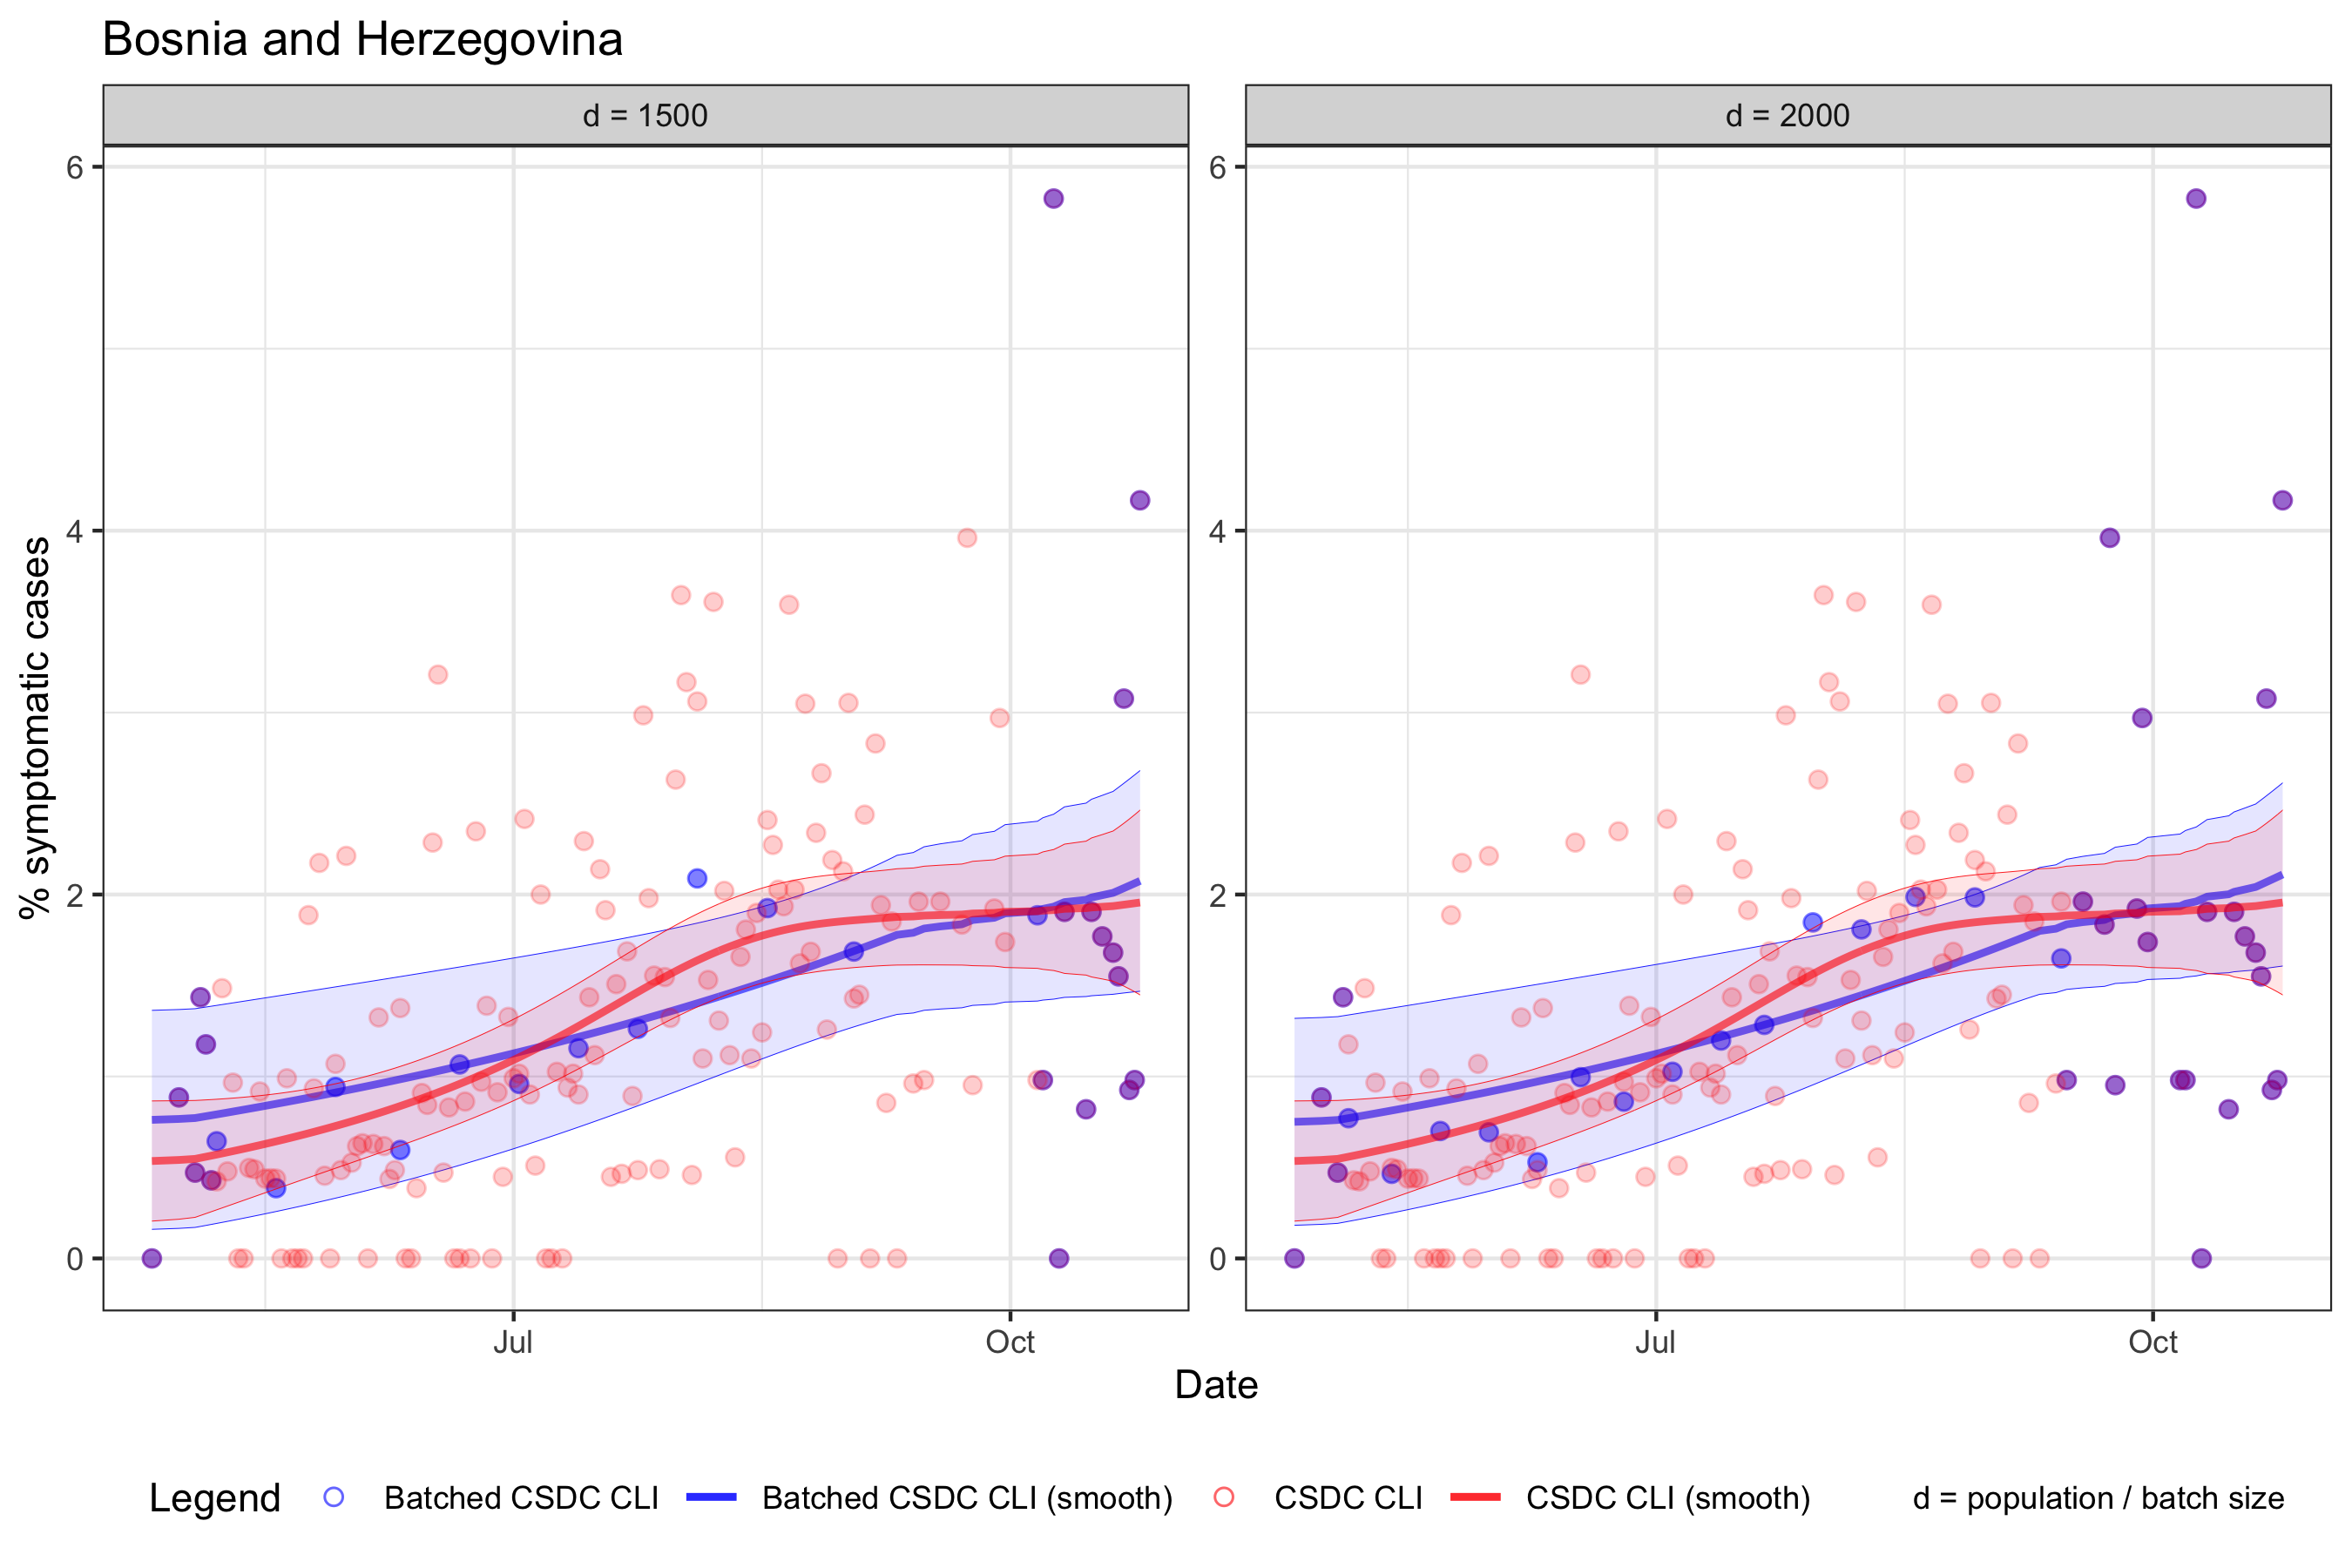 Bosnia and Herzegovina
d = 1500
d = 2000
% symptomatic cases
6
4
2
0
6
4
2
0
Jul
Oct
Jul
Oct
Date
Legend
Batched CSDC CLI
Batched CSDC CLI (smooth)
CSDC CLI
CSDC CLI (smooth)
d = population / batch size